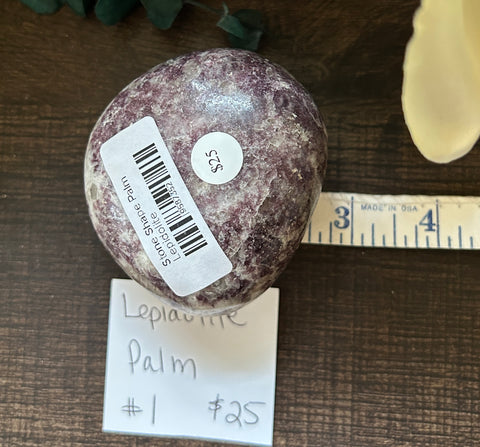 $25
Stone Shape Palm
Lepidolite
3 MADE IN USA 4
Lepidolite
Palm
#1 $25